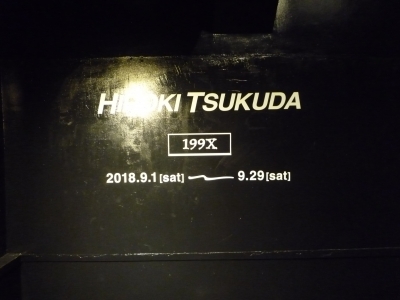 HIROKI TSUKUDA
199X
2018.9.1[sat] 〜 9.29[sat]